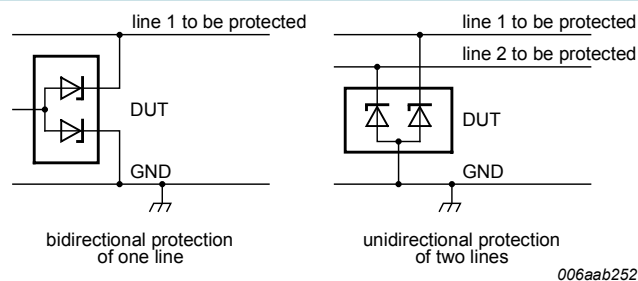 line 1 to be protected
DUT
GND
bidirectional protection
of one line
line 1 to be protected
line 2 to be protected
DUT
GND
unidirectional protection
of two lines
006aab252